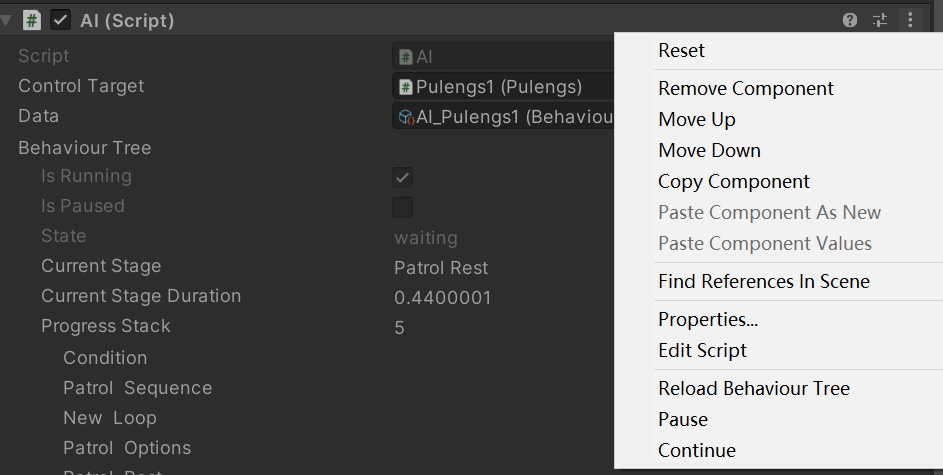 AI (Script)
Script
AI
Control Target
Pulengs1 (Pulengs)
Data
AI_Pulengs1 (Behaviou
Behaviour Tree
Is Running
Is Paused
State
waiting
Current Stage
Patrol Rest
Current Stage Duration
0.4400001
Progress Stack
5
Condition
Patrol Sequence
New Loop
Patrol Options
Reset
Remove Component
Move Up
Move Down
Copy Component
Paste Component As New
Paste Component Values
Find References In Scene
Properties...
Edit Script
Reload Behaviour Tree
Pause
Continue